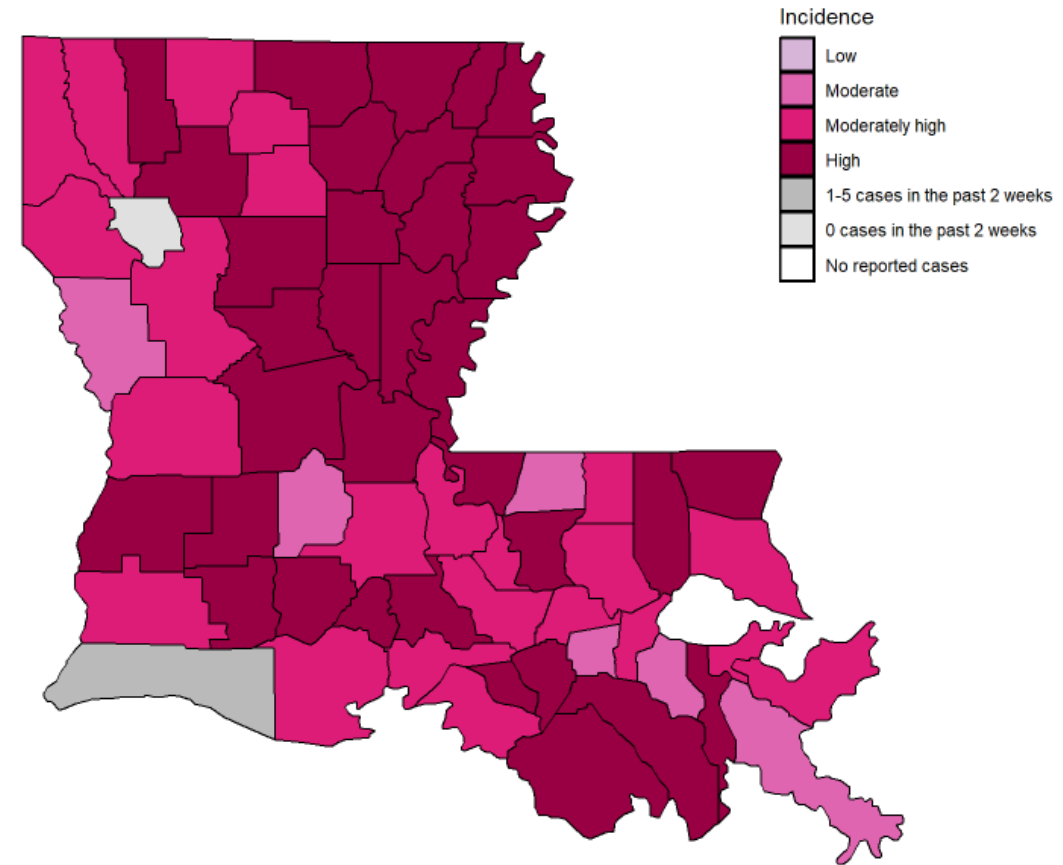 Incidence
Low
Moderate
Moderately high
High
1-5 cases in the past 2 weeks
0 cases in the past 2 weeks
No reported cases